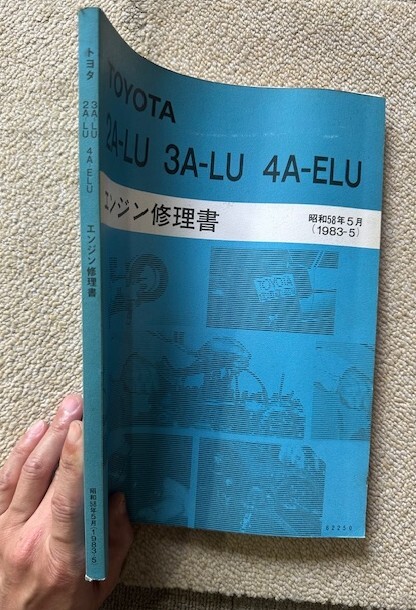 トヨタ
3A-LU
2A-LU
4A-ELU
エンジン修理書
昭和58年5月(1983-5)
TOYOTA
2A-LU 3A-LU 4A-ELU
エンジン修理書
昭和58年5月
(1983-5)
TOYOTA